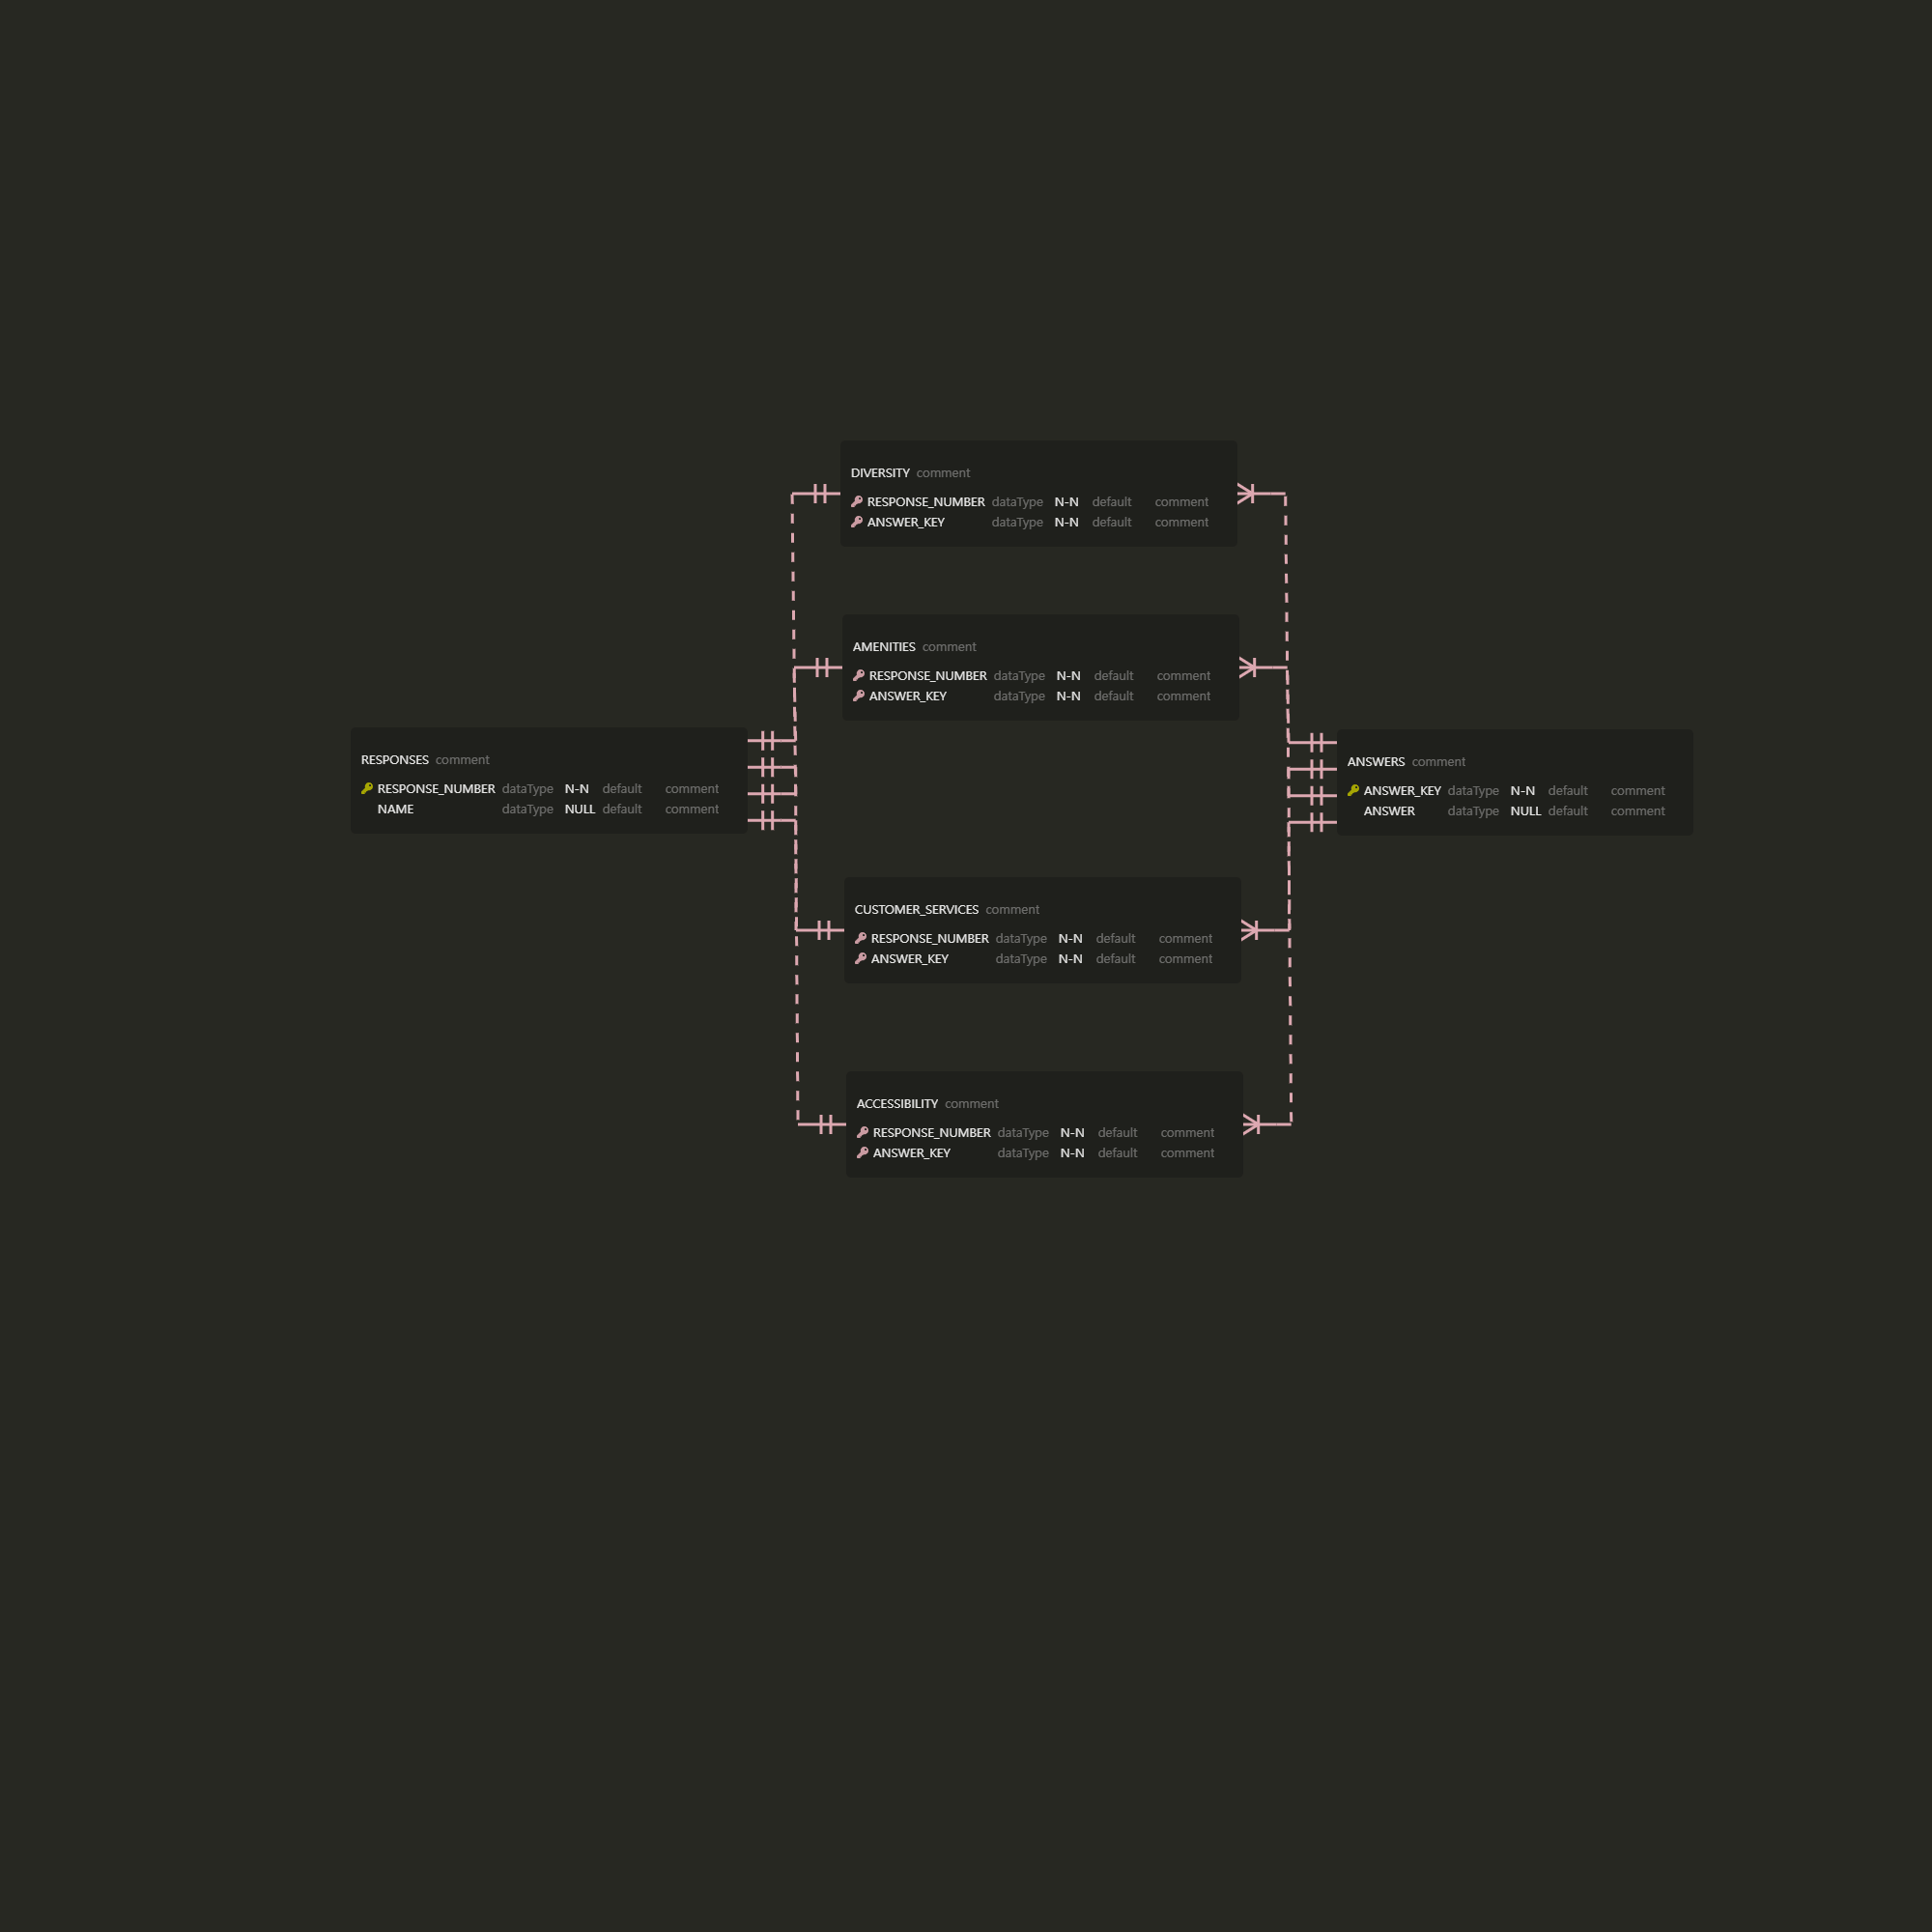 DIVERSITY comment
RESPONSE_NUMBER dataType N-N default comment
ANSWER_KEY dataType N-N default comment
AMENITIES comment
RESPONSE_NUMBER dataType N-N default comment
ANSWER_KEY dataType N-N default comment
RESPONSES comment
RESPONSE_NUMBER dataType N-N default comment
NAME dataType NULL default comment
ANSWERS comment
ANSWER_KEY dataType N-N default comment
ANSWER dataType NULL default comment
CUSTOMER_SERVICES comment
RESPONSE_NUMBER dataType N-N default comment
ANSWER_KEY dataType N-N default comment
ACCESSIBILITY comment
RESPONSE_NUMBER dataType N-N default comment
ANSWER_KEY dataType N-N default comment